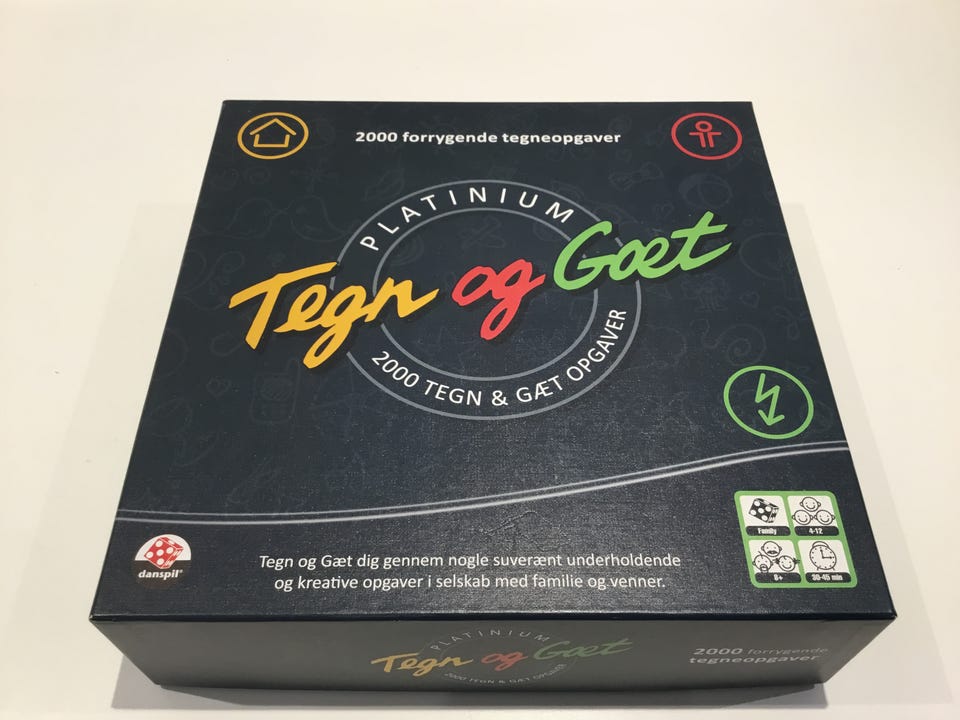 2000 forrygende tegneopgaver
PLATINIUM
Tegn og Gæt
2000 TEGN & GÆT OPGAVER
Family
4-12
8+
30-45 min
danspil®
Tegn og Gæt dig gennem nogle suverænt underholdende
og kreative opgaver i selskab med familie og venner.
PLATINIUM
Tegn og Gæt
2000 TEGN & GÆT OPGAVER
2000 forrygende
tegneopgaver